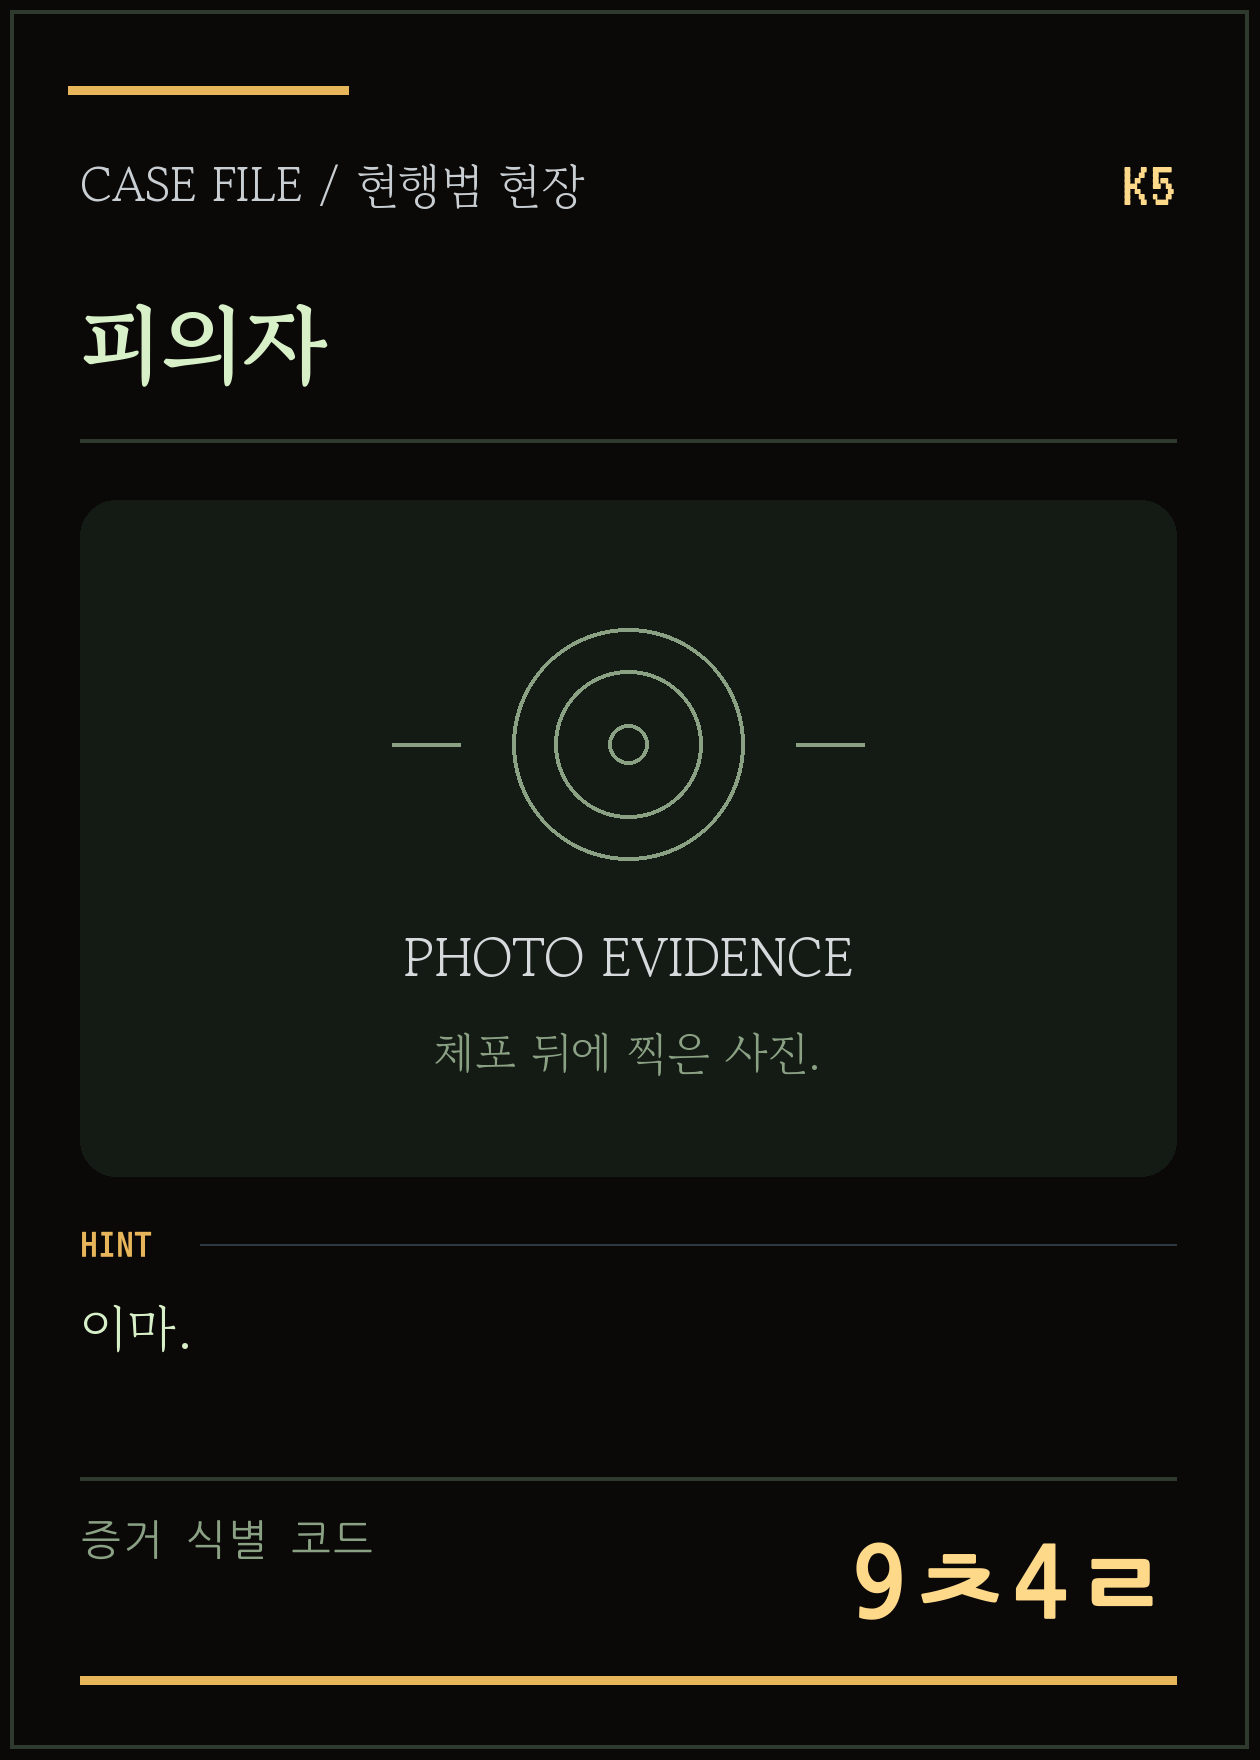 CASE FILE / 현행범 현장
K5
피의자
PHOTO EVIDENCE
체포 뒤에 찍은 사진.
HINT
이마.
증거 식별 코드
9ㅊ4ㄹ